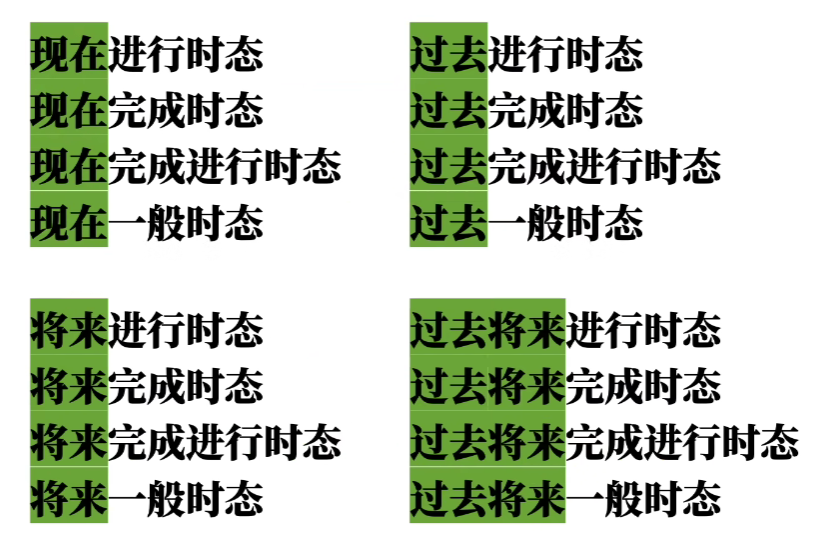 现在进行时态
现在完成时态
现在完成进行时态
现在一般时态
过去进行时态
过去完成时态
过去完成进行时态
过去一般时态
将来进行时态
将来完成时态
将来完成进行时态
将来一般时态
过去将来进行时态
过去将来完成时态
过去将来完成进行时态
过去将来一般时态